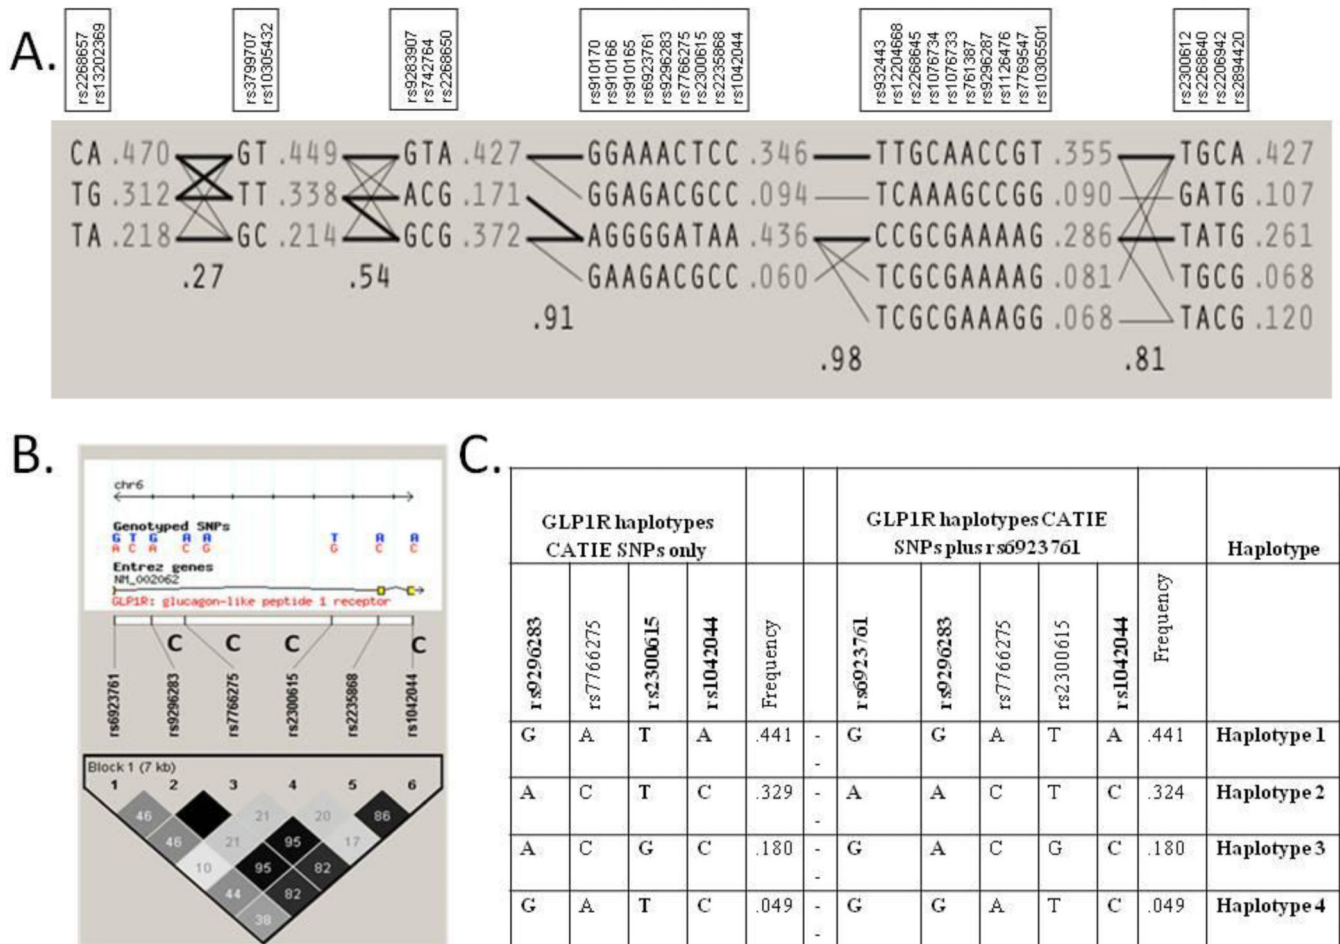 A.
rs2268657
rs13202369
rs3799707
rs10305432
rs9283907
rs742764
rs2268650
rs910170
rs910166
rs910165
rs6923761
rs9296283
rs7766275
rs2300615
rs2235868
rs1042044
rs932443
rs12204668
rs2268645
rs1076734
rs1076733
rs761387
rs9296287
rs1126476
rs7769547
rs10305501
rs2300612
rs2268640
rs2206942
rs2894420
CA .470 GT .449 GTA .427 GGAAACTCC .346 TTGCAACCGT .355 TGCA .427
TG .312 TT .338 ACG .171 GGAGACGCC .094 TCAAAGCCGG .090 GATG .107
TA .218 GC .214 GCG .372 AGGGGATAA .436 CCGCGAAAAG .286 TATG .261
GAAGACGCC .060 TCGCGAAAAG .081 TGCG .068
TCGCGAAAGG .068 TACG .120
.27 .54 .91 .98 .81
B.
chr6
Genotyped SNPs
G T G A A T A A
A C A C G G C C
Entrez genes
NM_002062
GLP1R: glucagon-like peptide 1 receptor
C C C C
rs6923761
rs9296283
rs7766275
rs2300615
rs2235868
rs1042044
Block 1 (7 kb)
1 2 3 4 5 6
46 21 20 86
46 21 95 17
10 95 82
44 82
38
C.
GLP1R haplotypes
CATIE SNPs only
GLP1R haplotypes CATIE
SNPs plus rs6923761
Haplotype
rs9296283
rs7766275
rs2300615
rs1042044
Frequency
rs6923761
rs9296283
rs7766275
rs2300615
rs1042044
Frequency
G A T A .441 -- G G A T A .441 Haplotype 1
A C T C .329 -- A A C T C .324 Haplotype 2
A C G C .180 -- G A C G C .180 Haplotype 3
G A T C .049 -- G G A T C .049 Haplotype 4